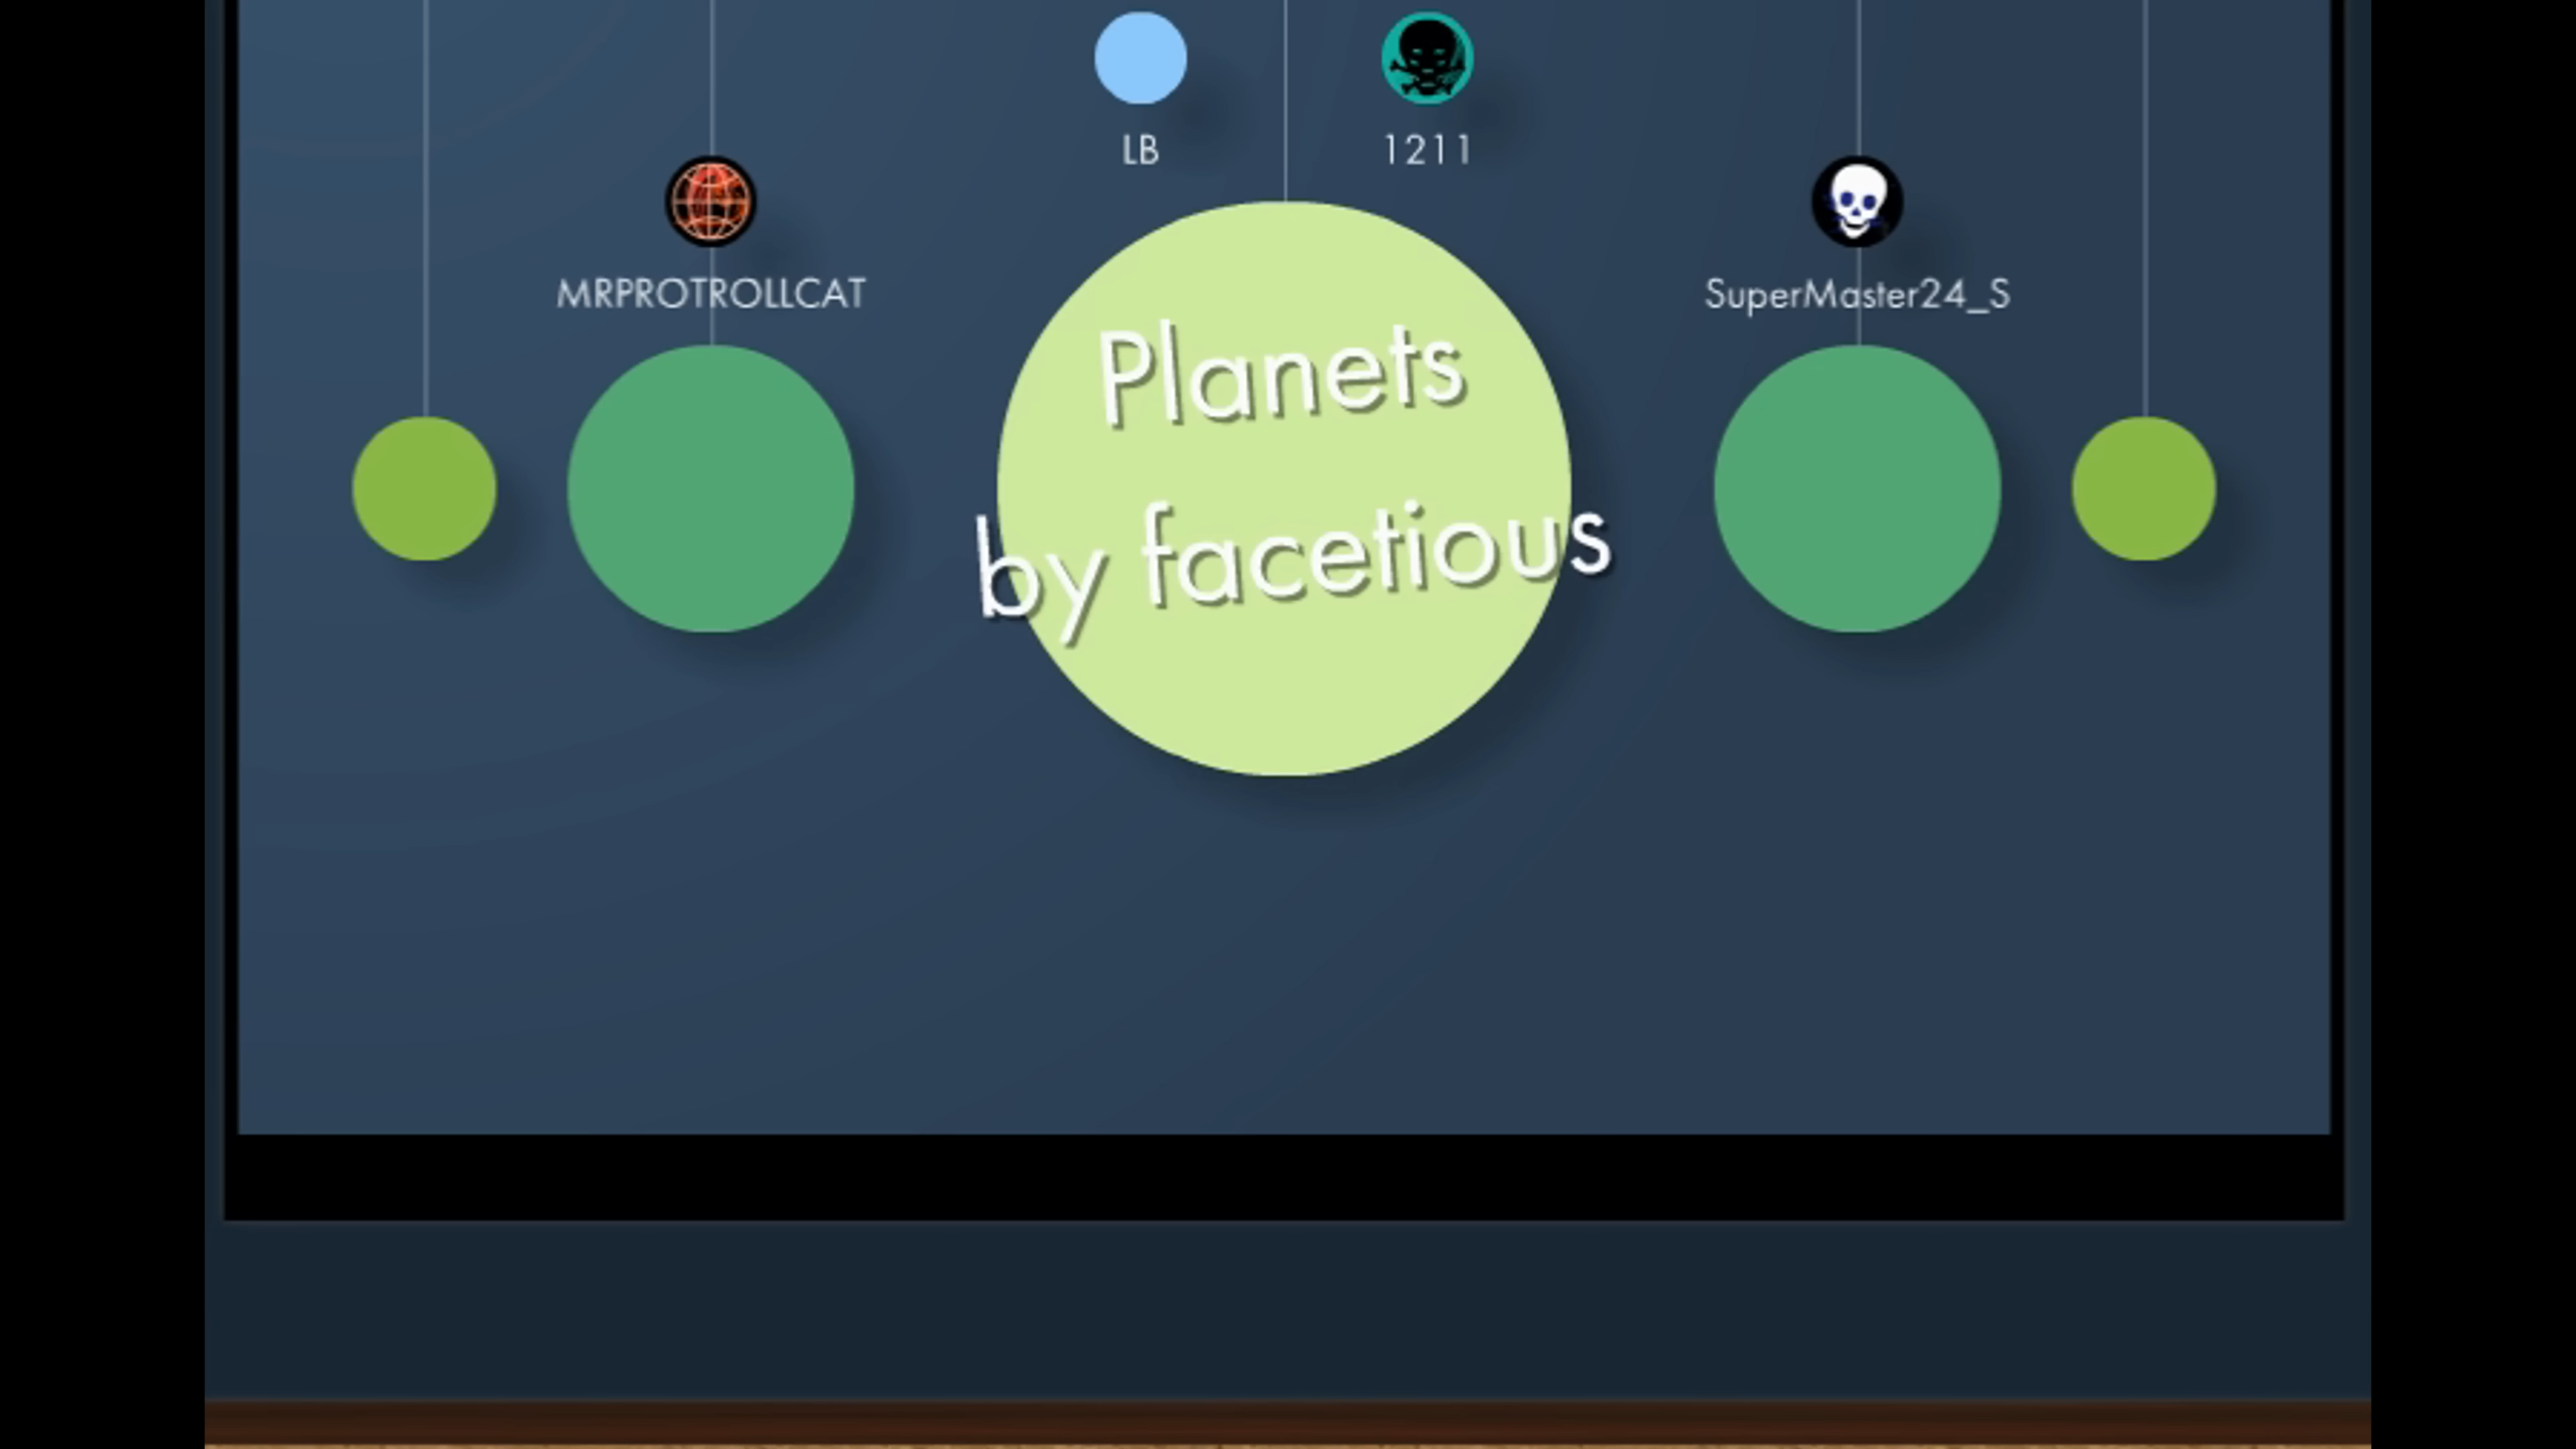 LB
1211
MRPROTROLLCAT
SuperMaster24_S
Planets
by facetious